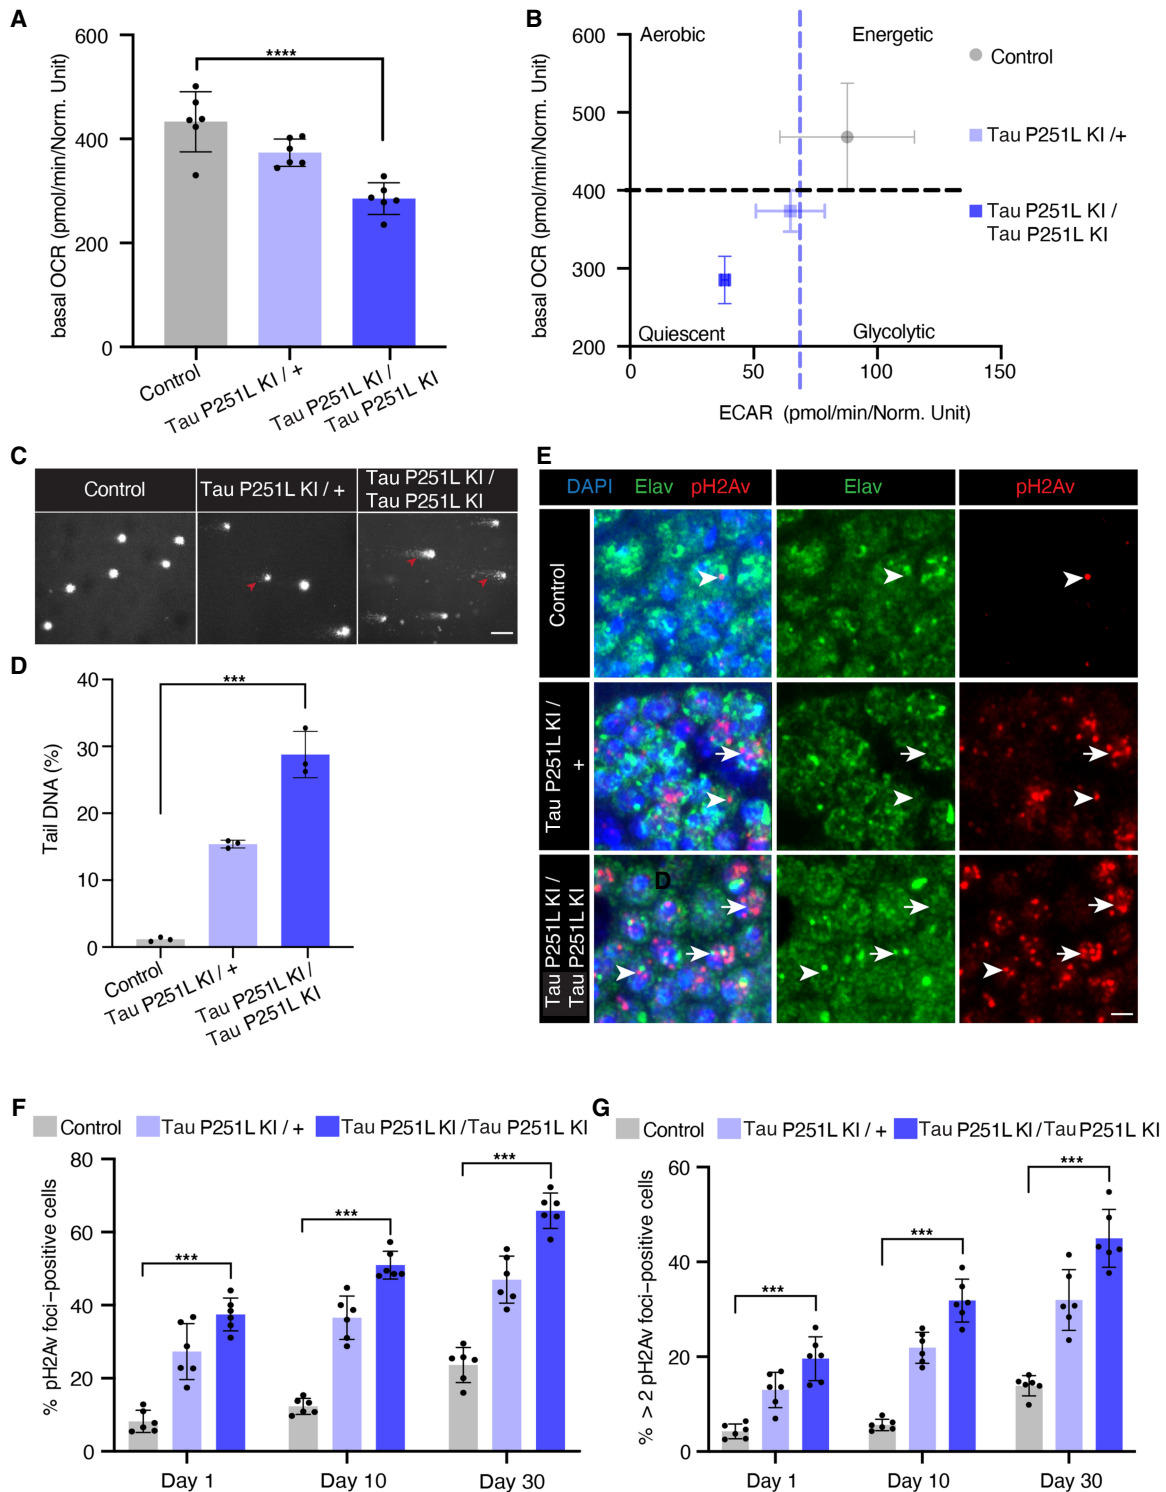 A
600
400
200
0
basal OCR (pmol/min/Norm. Unit)
****
Control
Tau P251L KI / +
Tau P251L KI /
Tau P251L KI
B
600
500
400
300
200
basal OCR (pmol/min/Norm. Unit)
Aerobic
Energetic
Quiescent
Glycolytic
0
50
100
150
ECAR (pmol/min/Norm. Unit)
Control
Tau P251L KI /+
Tau P251L KI /
Tau P251L KI
C
Control
Tau P251L KI / +
Tau P251L KI /
Tau P251L KI
D
40
30
20
10
0
Tail DNA (%)
***
Control
Tau P251L KI / +
Tau P251L KI /
Tau P251L KI
E
DAPI Elav pH2Av
Elav
pH2Av
Control
Tau P251L KI /
+
Tau P251L KI /
Tau P251L KI
D
F
Control
Tau P251L KI / +
Tau P251L KI /Tau P251L KI
80
60
40
20
0
% pH2Av foci-positive cells
***
***
***
Day 1
Day 10
Day 30
G
Control
Tau P251L KI / +
Tau P251L KI /Tau P251L KI
60
40
20
0
% > 2 pH2Av foci-positive cells
***
***
***
Day 1
Day 10
Day 30